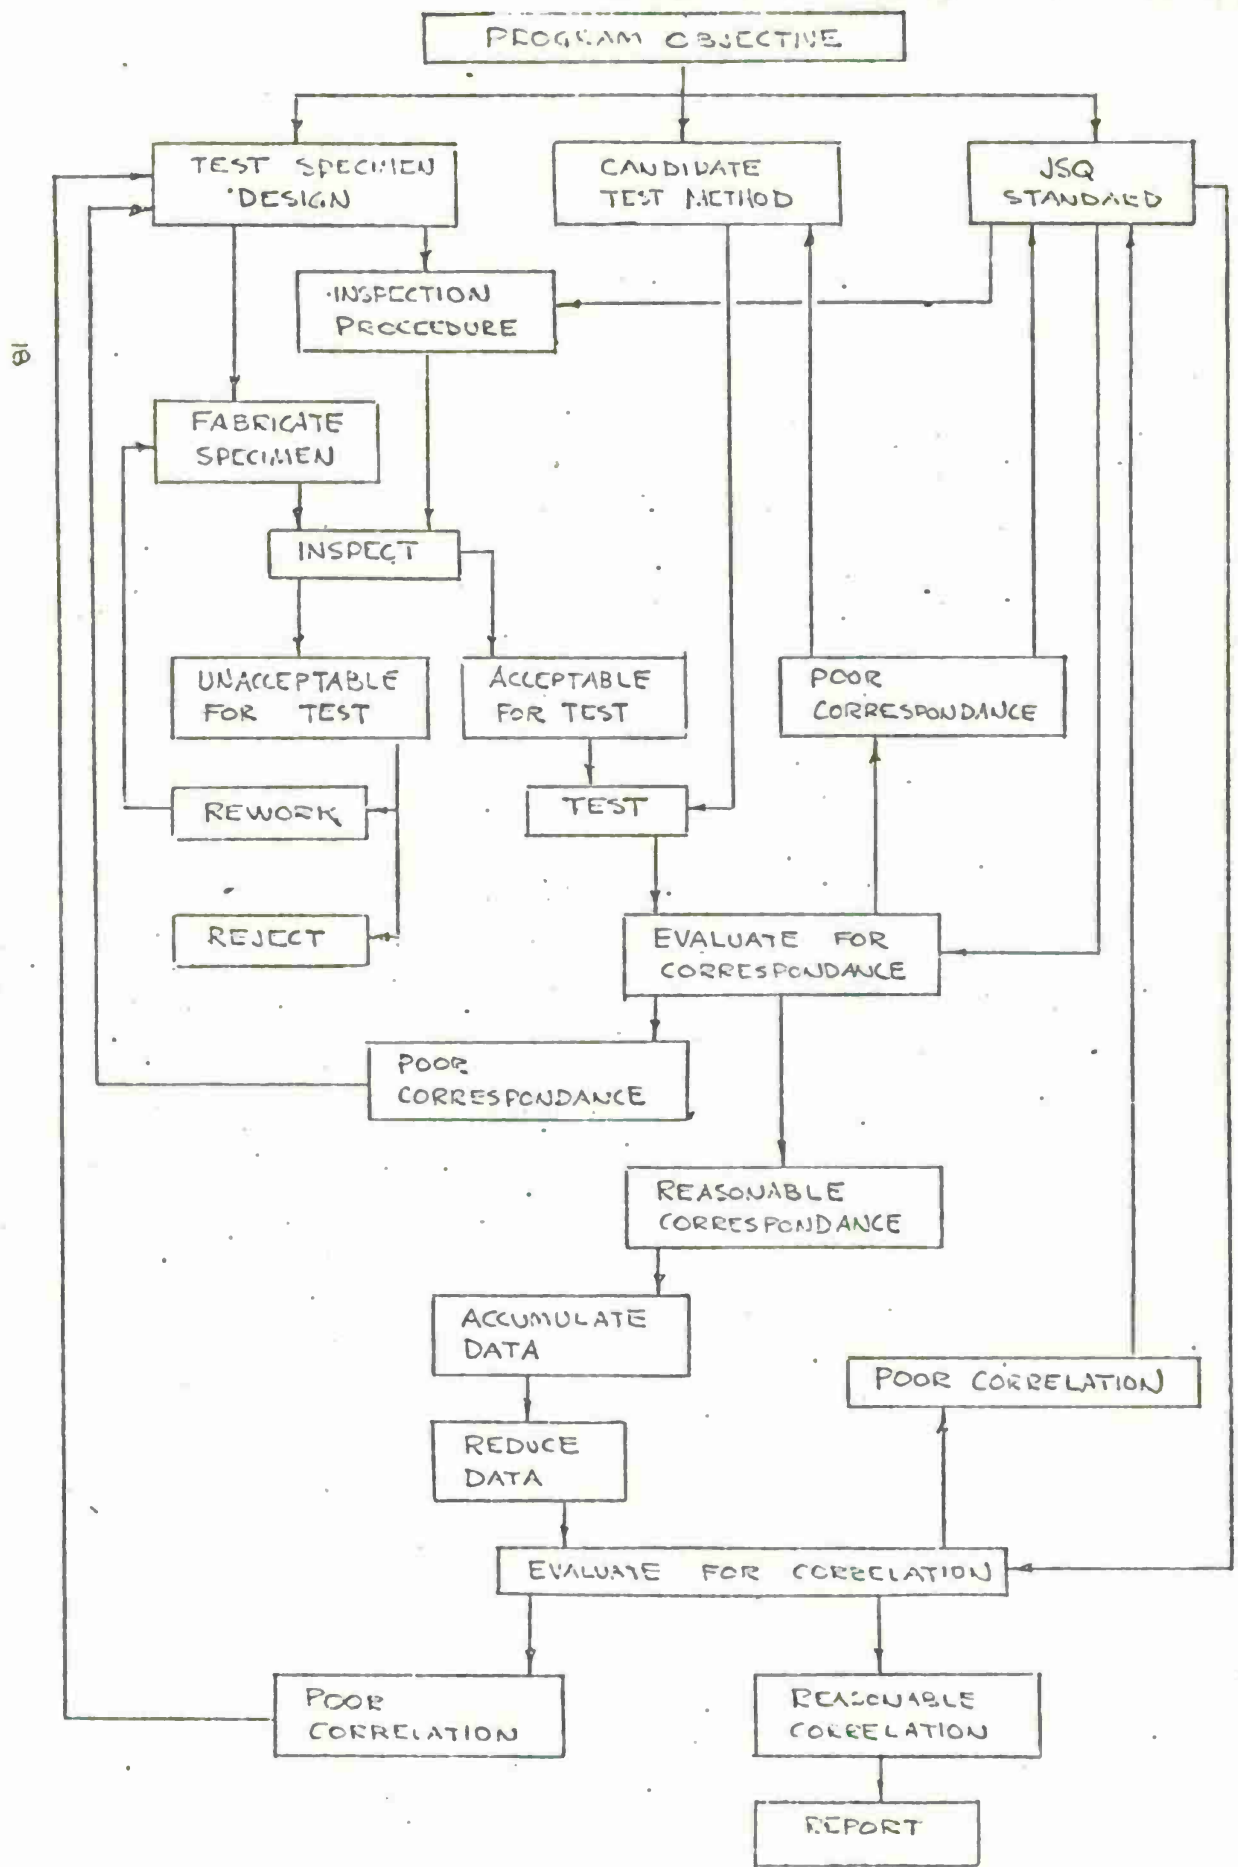 PROGRAM OBJECTIVE
TEST SPECIMEN
DESIGN
CANDIDATE
TEST METHOD
JSQ
STANDARD
INSPECTION
PROCEEDURE
18
FABRICATE
SPECIMEN
INSPECT
UNACCEPTABLE
FOR TEST
ACCEPTABLE
FOR TEST
POOR
CORRESPONDANCE
REWORK
TEST
REJECT
EVALUATE FOR
CORRESPONDANCE
POOR
CORRESPONDANCE
REASONABLE
CORRESPONDANCE
ACCUMULATE
DATA
POOR CORRELATION
REDUCE
DATA
EVALUATE FOR CORRELATION
POOR
CORRELATION
REASONABLE
CORRELATION
REPORT